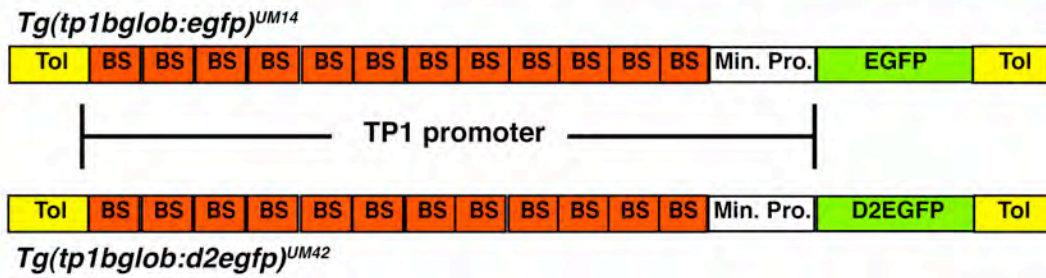 Tg(tp1bglob:egfp)UM14
Tol BS BS BS BS BS BS BS BS BS BS BS BS Min. Pro. EGFP Tol
TP1 promoter
Tol BS BS BS BS BS BS BS BS BS BS BS BS Min. Pro. D2EGFP Tol
Tg(tp1bglob:d2egfp)UM42